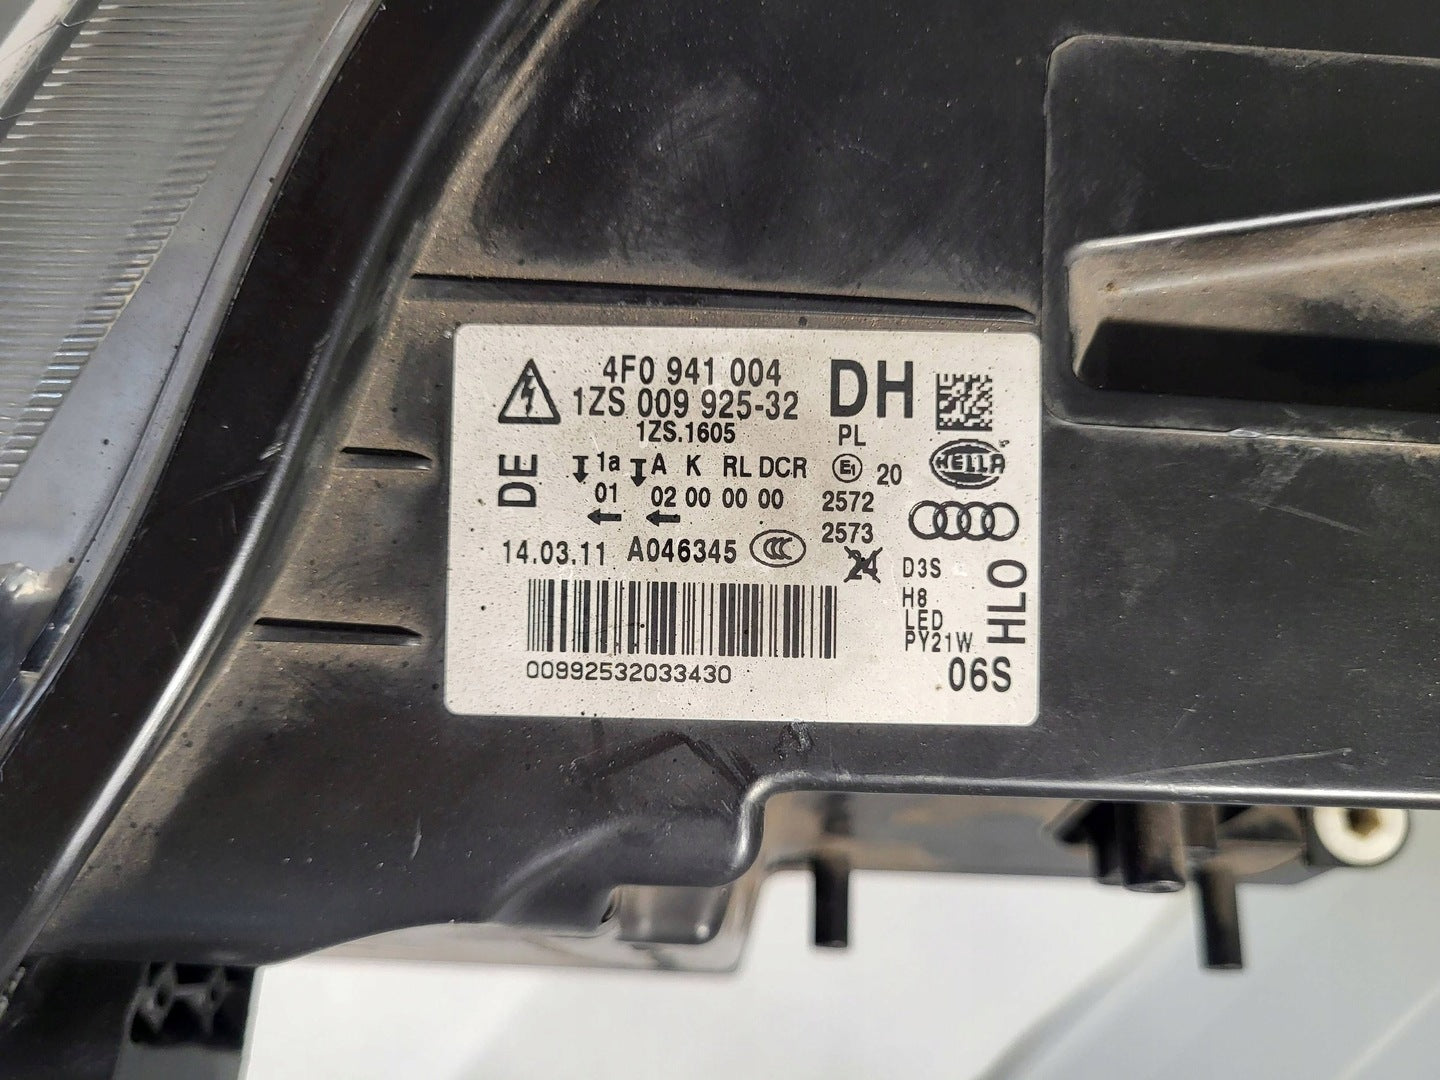 4F0 941 004 DH
1ZS 009 925-32
1ZS.1605 PL
DE
1a A K RL DCR E1 20 HELLA
01 02 00 00 00 2572
2573
14.03.11 A046345 CCC 24 D3S
H8
LED
PY21W
HLO
00992532033430 06S